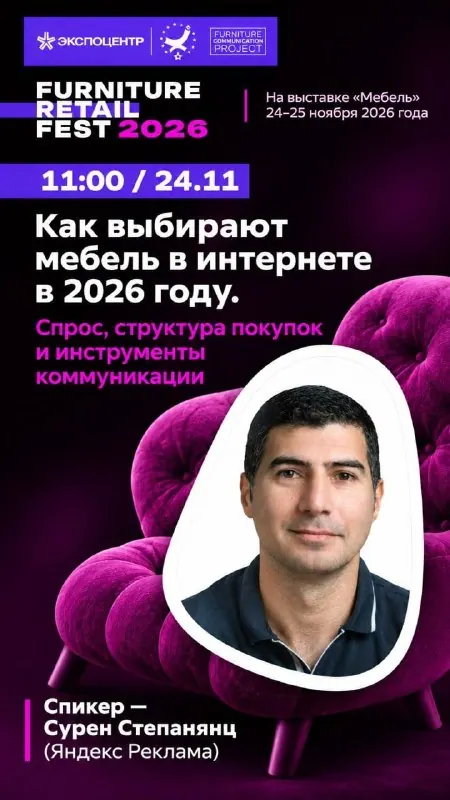 ЭКСПОЦЕНТР
FURNITURE
COMMUNICATION
PROJECT
FURNITURE
RETAIL
FEST 2026
На выставке «Мебель»
24–25 ноября 2026 года
11:00 / 24.11
Как выбирают
мебель в интернете
в 2026 году.
Спрос, структура покупок
и инструменты
коммуникации
Спикер —
Сурен Степанянц
(Яндекс Реклама)